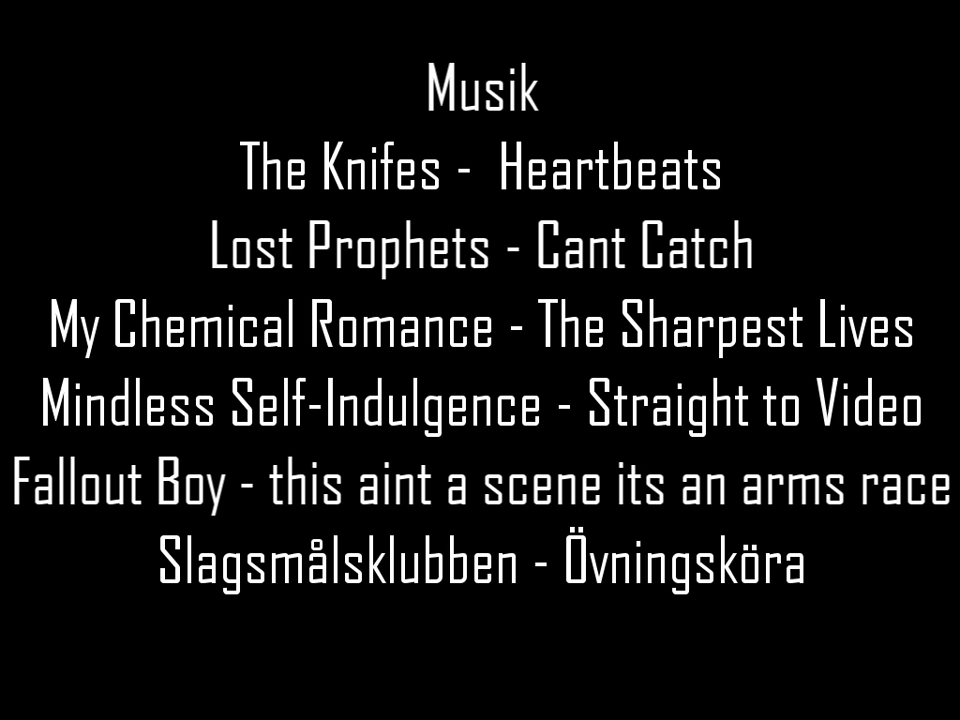 Musik
The Knifes - Heartbeats
Lost Prophets - Cant Catch
My Chemical Romance - The Sharpest Lives
Mindless Self-Indulgence - Straight to Video
Fallout Boy - this aint a scene its an arms race
Slagsmålsklubben - Övningsköra